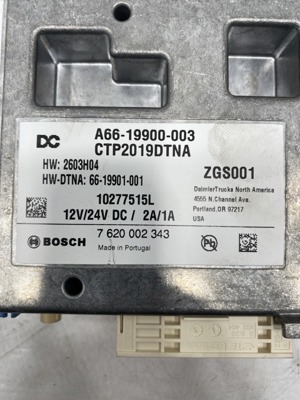 DC
A66-19900-003
CTP2019DTNA
HW: 2603H04
HW-DTNA: 66-19901-001
ZGS001
10277515L
12V/24V DC / 2A/1A
DaimlerTrucks North America
4555 N.Channel Ave.
Portland,OR 97217
USA
BOSCH
7 620 002 343
Made in Portugal